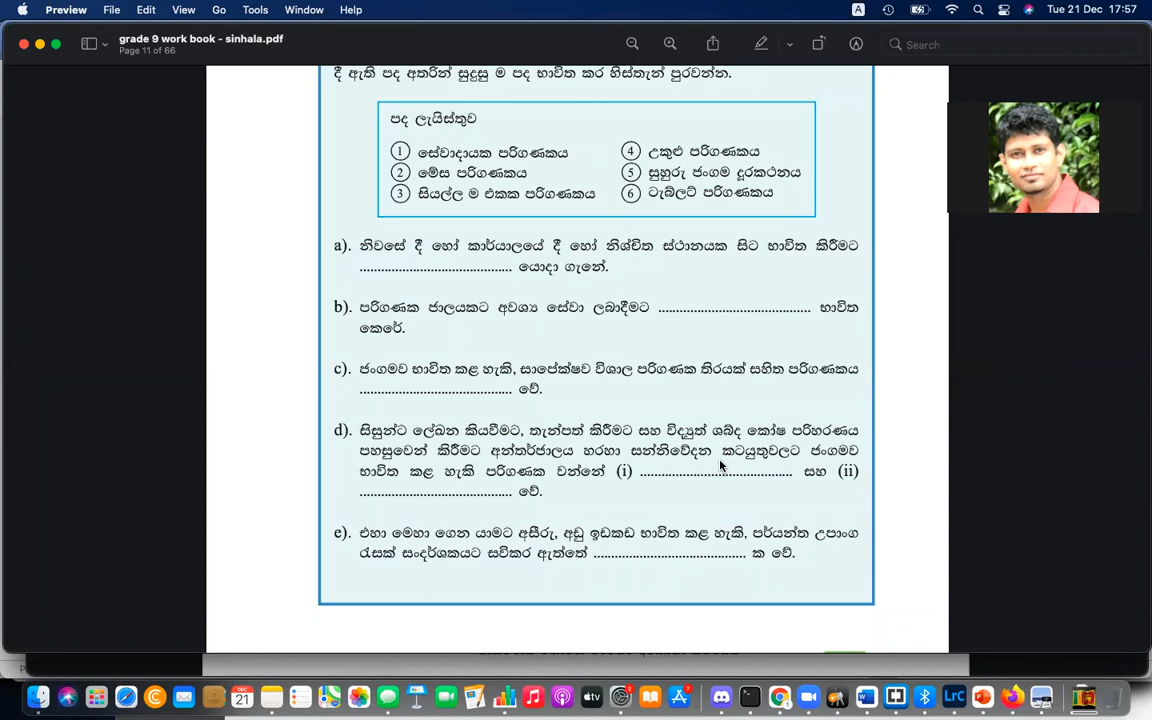 Preview File Edit View Go Tools Window Help A Tue 21 Dec 17:57
grade 9 work book - sinhala.pdf
Page 11 of 66
Search
දී ඇති පද අතරින් සුදුසු ම පද භාවිත කර හිස්තැන් පුරවන්න.
පද ලැයිස්තුව
1 සේවාදායක පරිගණකය 4 උකුළු පරිගණකය
2 මේස පරිගණකය 5 සුහුරු ජංගම දූරකථනය
3 සියල්ල ම එකක පරිගණකය 6 ටැබ්ලට් පරිගණකය
a). නිවසේ දී හෝ කාර්යාලයේ දී හෝ නිශ්චිත ස්ථානයක සිට භාවිත කිරීමට
............................................ යොදා ගැනේ.
b). පරිගණක ජාලයකට අවශ්‍ය සේවා ලබාදීමට ............................................ භාවිත
කෙරේ.
c). ජංගමව භාවිත කළ හැකි, සාපේක්ෂව විශාල පරිගණක තිරයක් සහිත පරිගණකය
............................................ වේ.
d). සිසුන්ට ලේඛන කියවීමට, තැන්පත් කිරීමට සහ විද්‍යුත් ශබ්ද කෝෂ පරිහරණය
පහසුවෙන් කිරීමට අන්තර්ජාලය හරහා සන්නිවේදන කටයුතුවලට ජංගමව
භාවිත කළ හැකි පරිගණක වන්නේ (i) ............................................ සහ (ii)
............................................ වේ.
e). එහා මෙහා ගෙන යාමට අසීරු, අඩු ඉඩකඩ භාවිත කළ හැකි, පර්යන්ත උපාංග
රැසක් සංදර්ශකයට සවිකර ඇත්තේ ............................................ ක වේ.